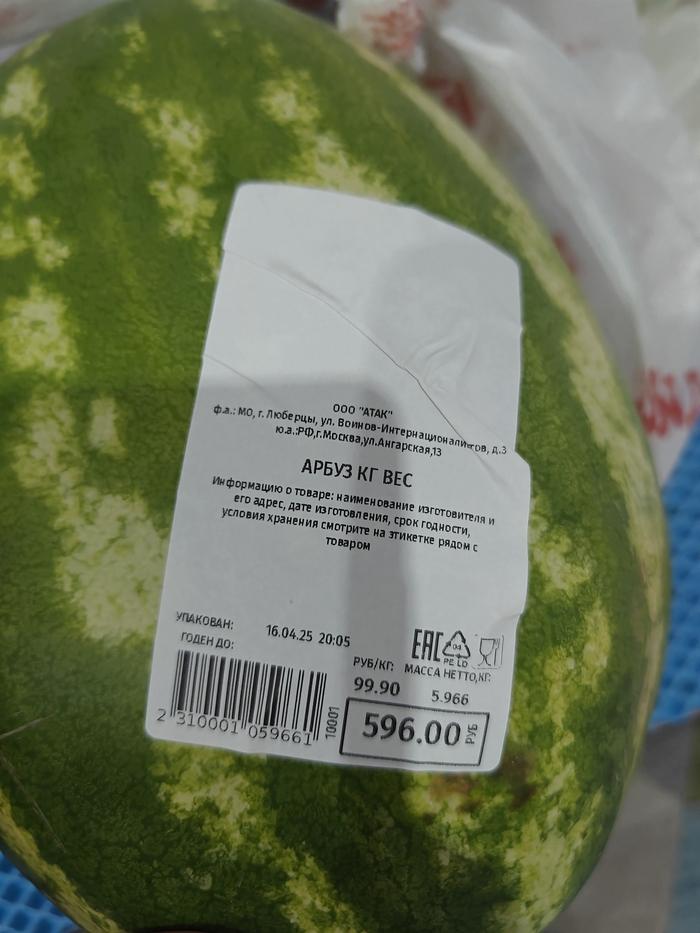 ООО "АТАК"
ф.а.: МО, г. Люберцы, ул. Воинов-Интернационалистов, д.3
ю.а.:РФ,г.Москва,ул.Ангарская,13
АРБУЗ КГ ВЕС
Информацию о товаре: наименование изготовителя и
его адрес, дате изготовления, срок годности,
условия хранения смотрите на этикетке рядом с
товаром
УПАКОВАН: 16.04.25 20:05
ГОДЕН ДО:
EAC 04 PE LD
РУБ/КГ: МАССА НЕТТО,КГ:
99.90 5.966
596.00 РУБ
2 310001 059661 10001